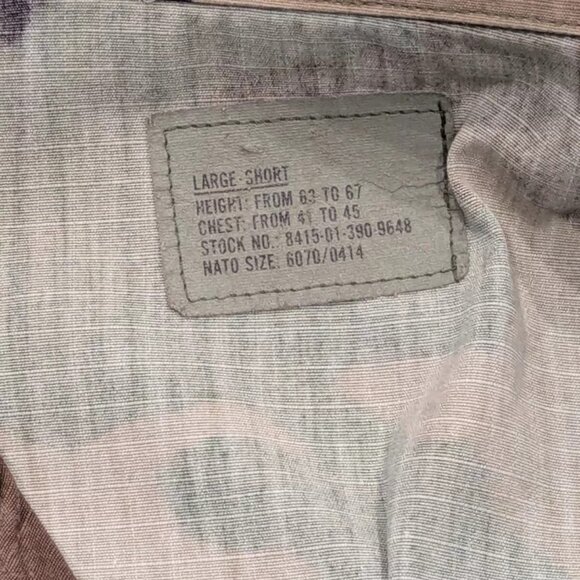 LARGE-SHORT
HEIGHT: FROM 63 TO 67
CHEST: FROM 41 TO 45
STOCK NO.: 8415-01-390-9648
NATO SIZE: 6070/0414